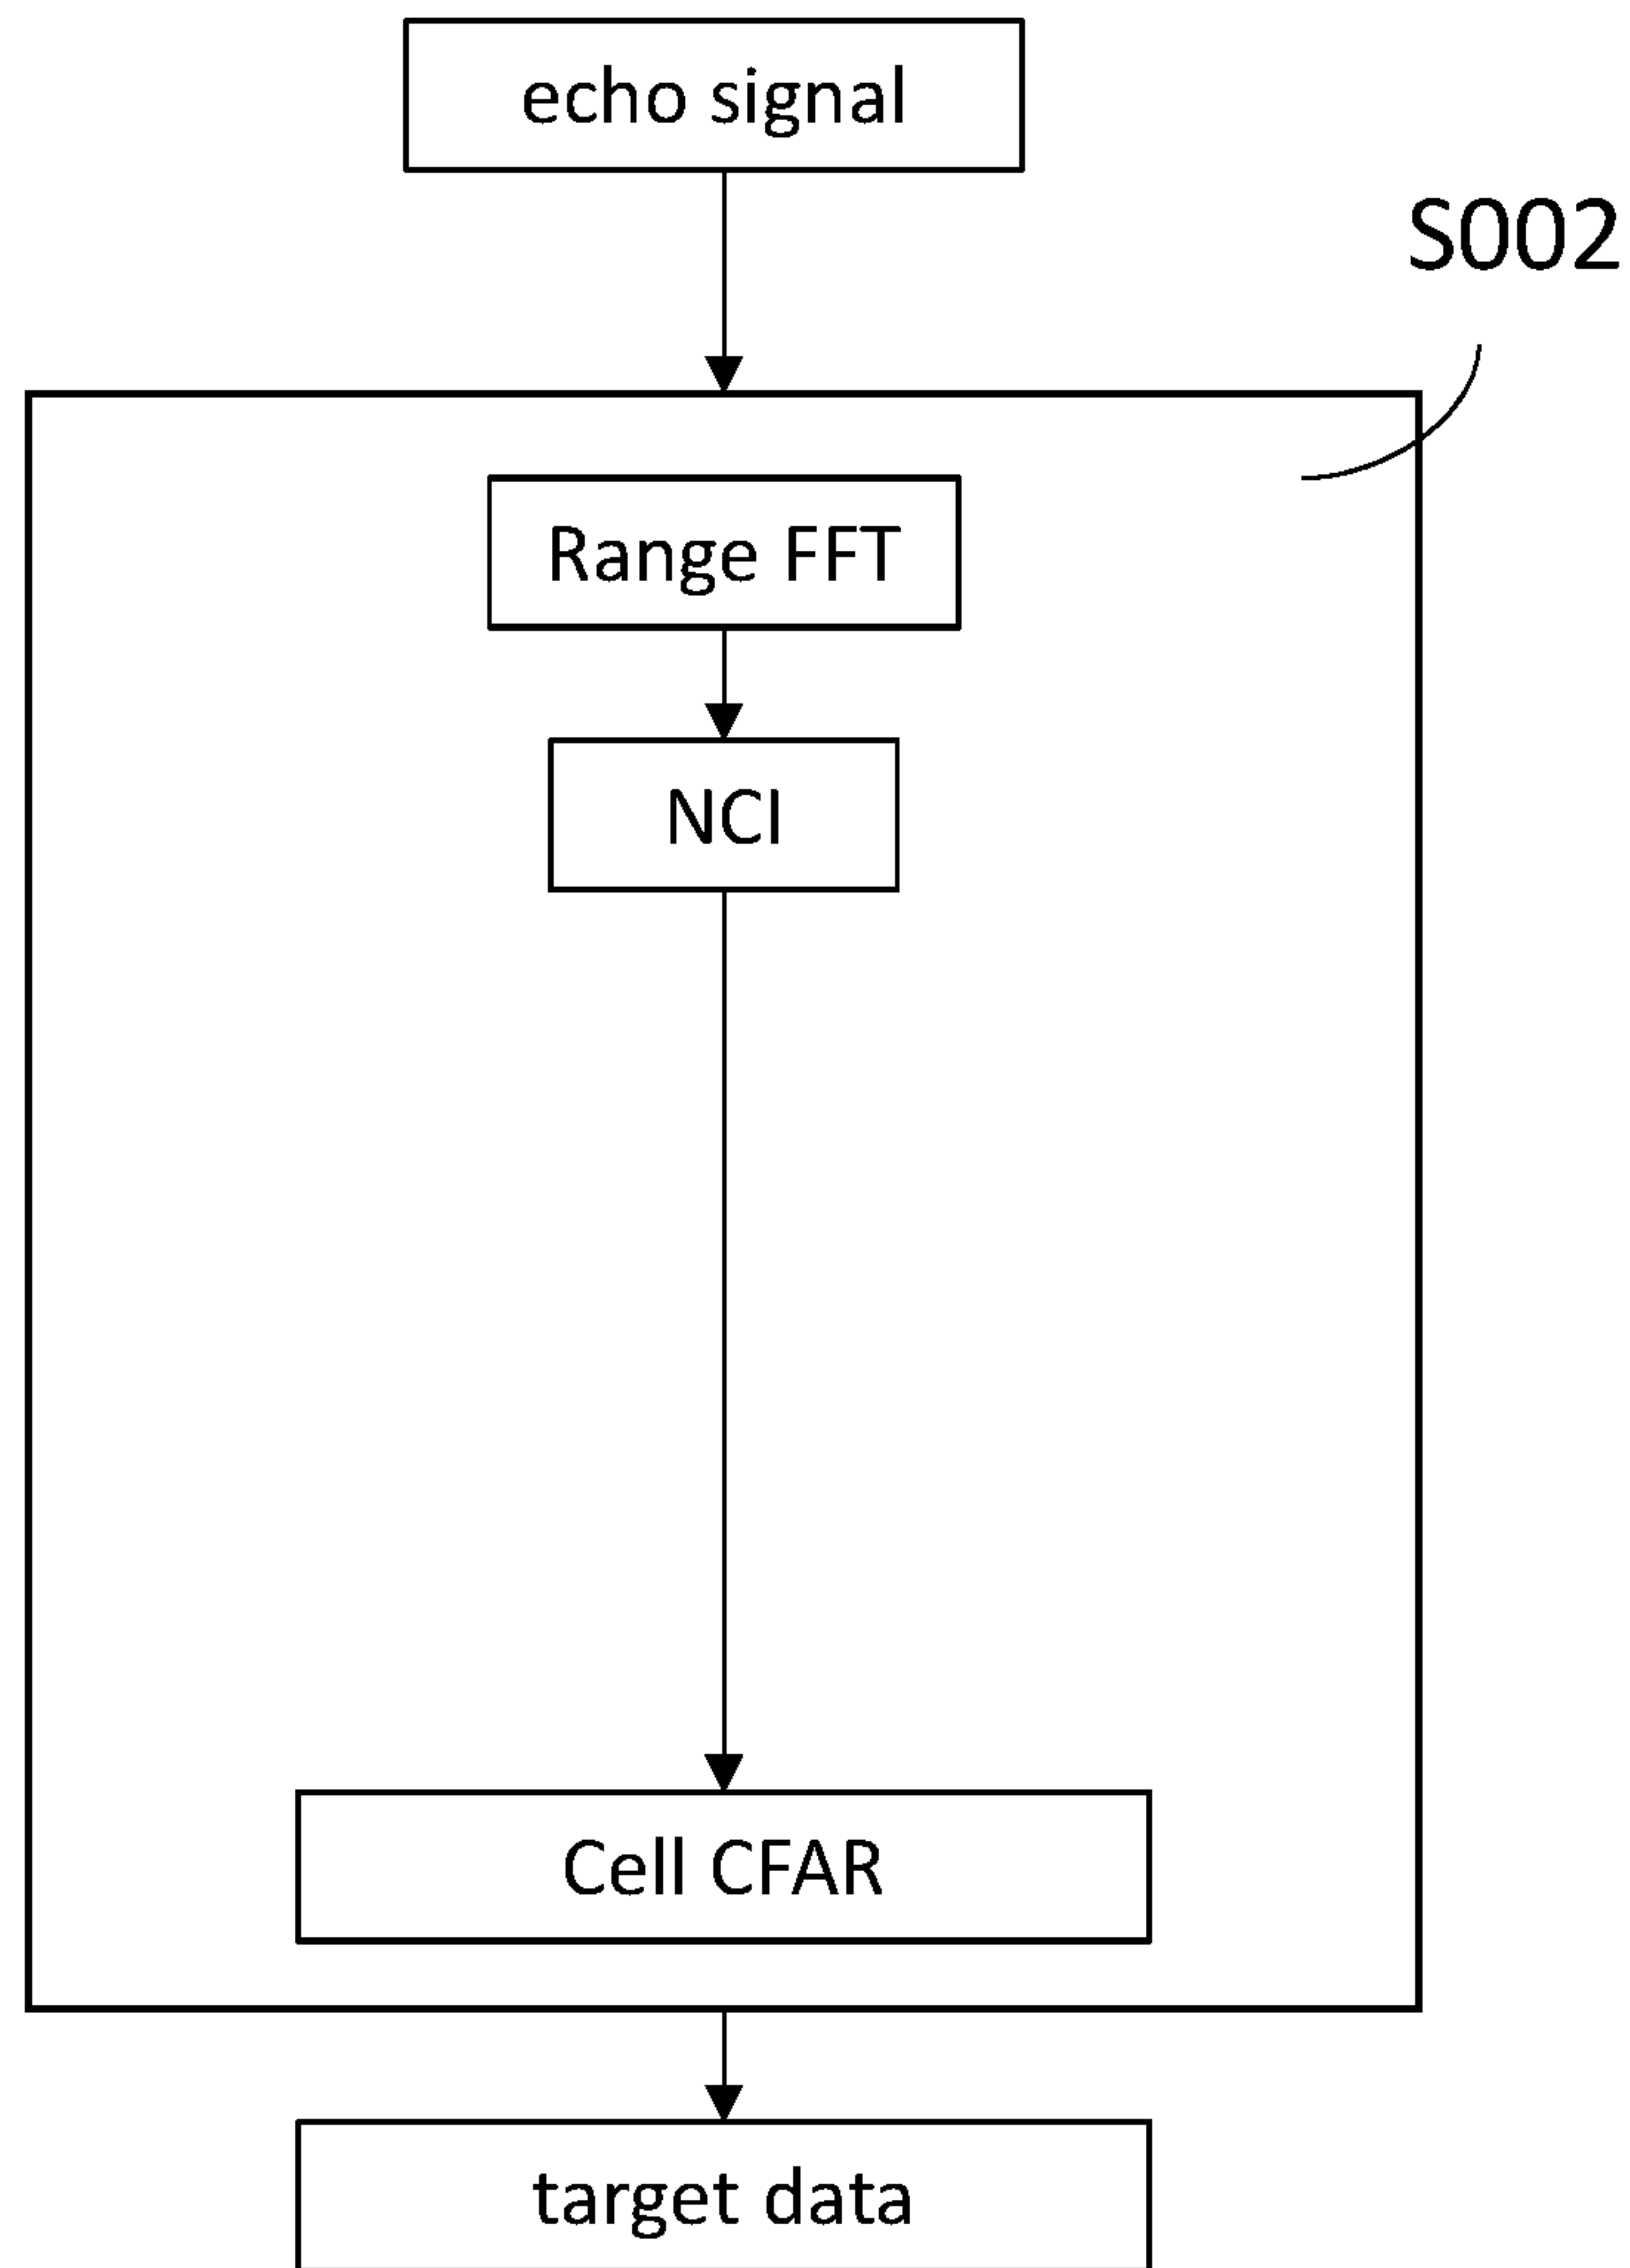 echo signal
S002
Range FFT
NCI
Cell CFAR
target data